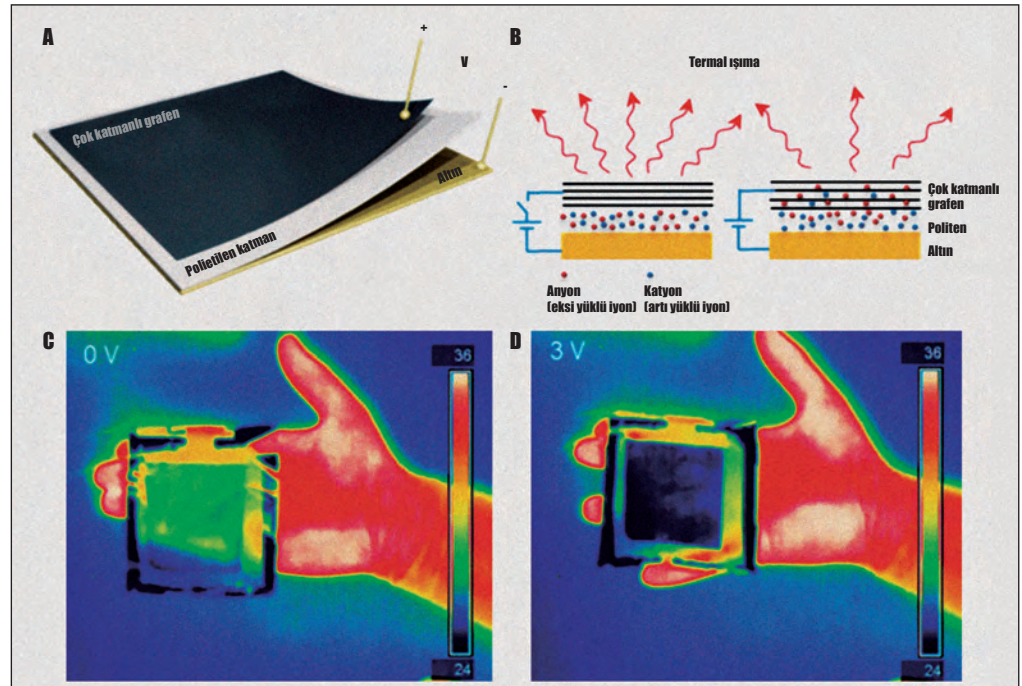 A
+
V
-
Çok katmanlı grafen
Altın
Polietilen katman
B
Termal ışıma
Çok katmanlı
grafen
Politen
Altın
Anyon
(eksi yüklü iyon)
Katyon
(artı yüklü iyon)
C
0 V
36
24
D
3 V
36
24